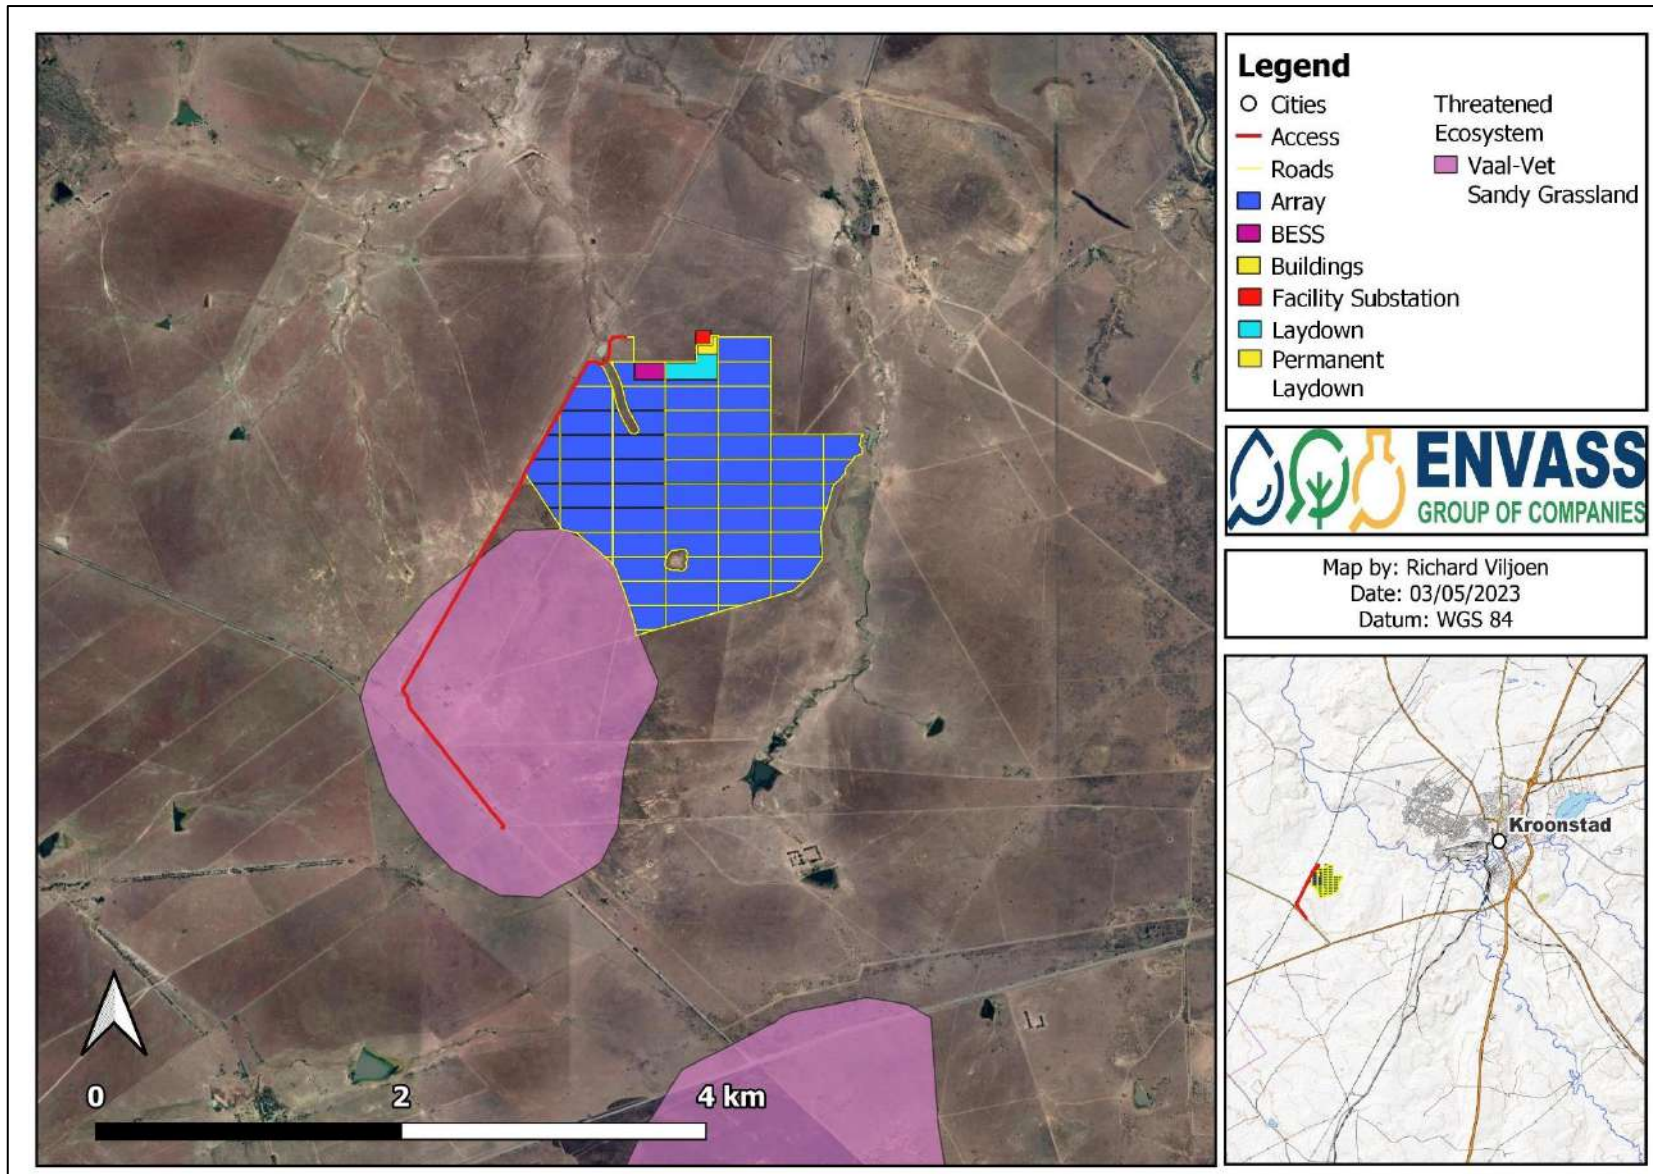 Legend
Cities
Access
Roads
Array
BESS
Buildings
Facility Substation
Laydown
Permanent
Laydown
Threatened
Ecosystem
Vaal-Vet
Sandy Grassland
ENVASS
GROUP OF COMPANIES
Map by: Richard Viljoen
Date: 03/05/2023
Datum: WGS 84
Kroonstad
0 2 4 km